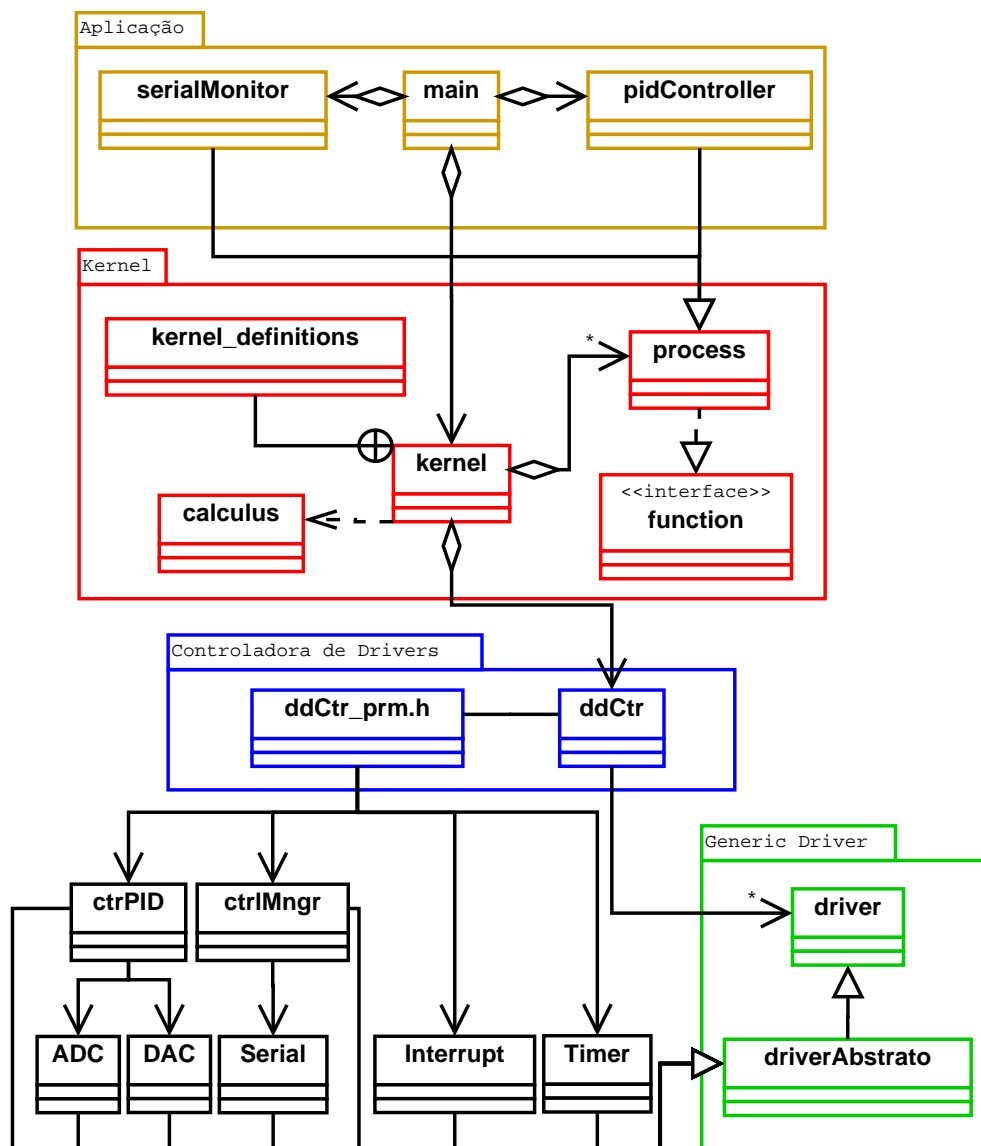 Aplicação
serialMonitor
main
pidController
Kernel
kernel_definitions
*
process
kernel
<<interface>>
function
calculus
Controladora de Drivers
ddCtr_prm.h
ddCtr
Generic Driver
ctrPID
ctrlMngr
*
driver
ADC
DAC
Serial
Interrupt
Timer
driverAbstrato